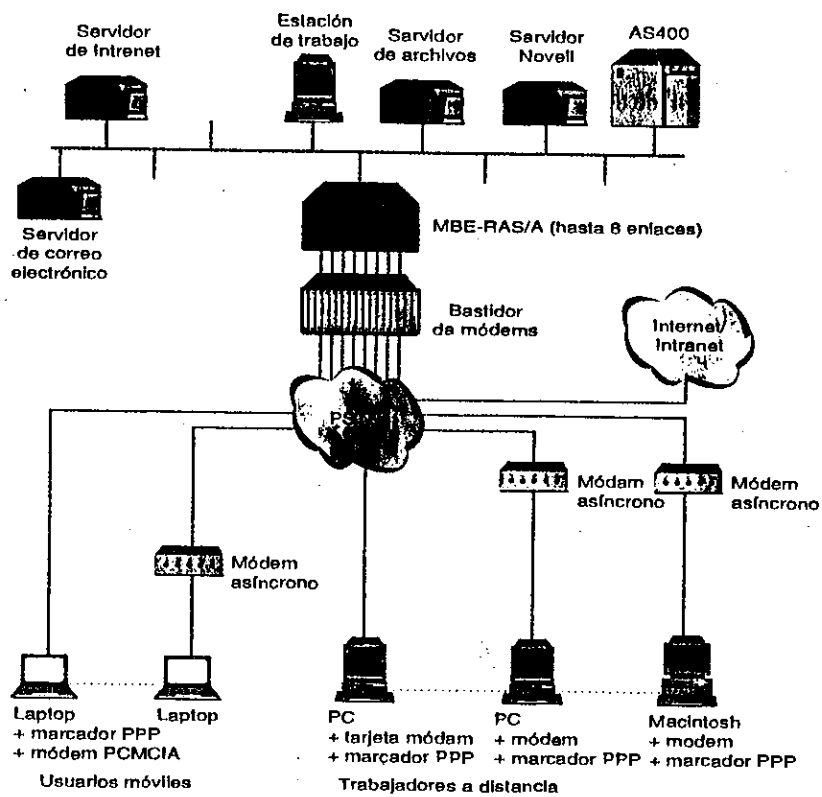 Servidor
de Intrenet
Estación
de trabajo
Servidor
de archivos
Servidor
Novell
AS400
Servidor
de correo
electrónico
MBE-RAS/A (hasta 8 enlaces)
Bastidor
de módems
Internet
Intranet
Módem
asíncrono
Módem
asíncrono
Módem
asíncrono
Laptop
+ marcador PPP
+ módem PCMCIA
Laptop
PC
+ tarjeta módam
+ marcador PPP
PC
+ módem
+ marcador PPP
Macintosh
+ modem
+ marcador PPP
Usuarios móviles
Trabajadores a distancia